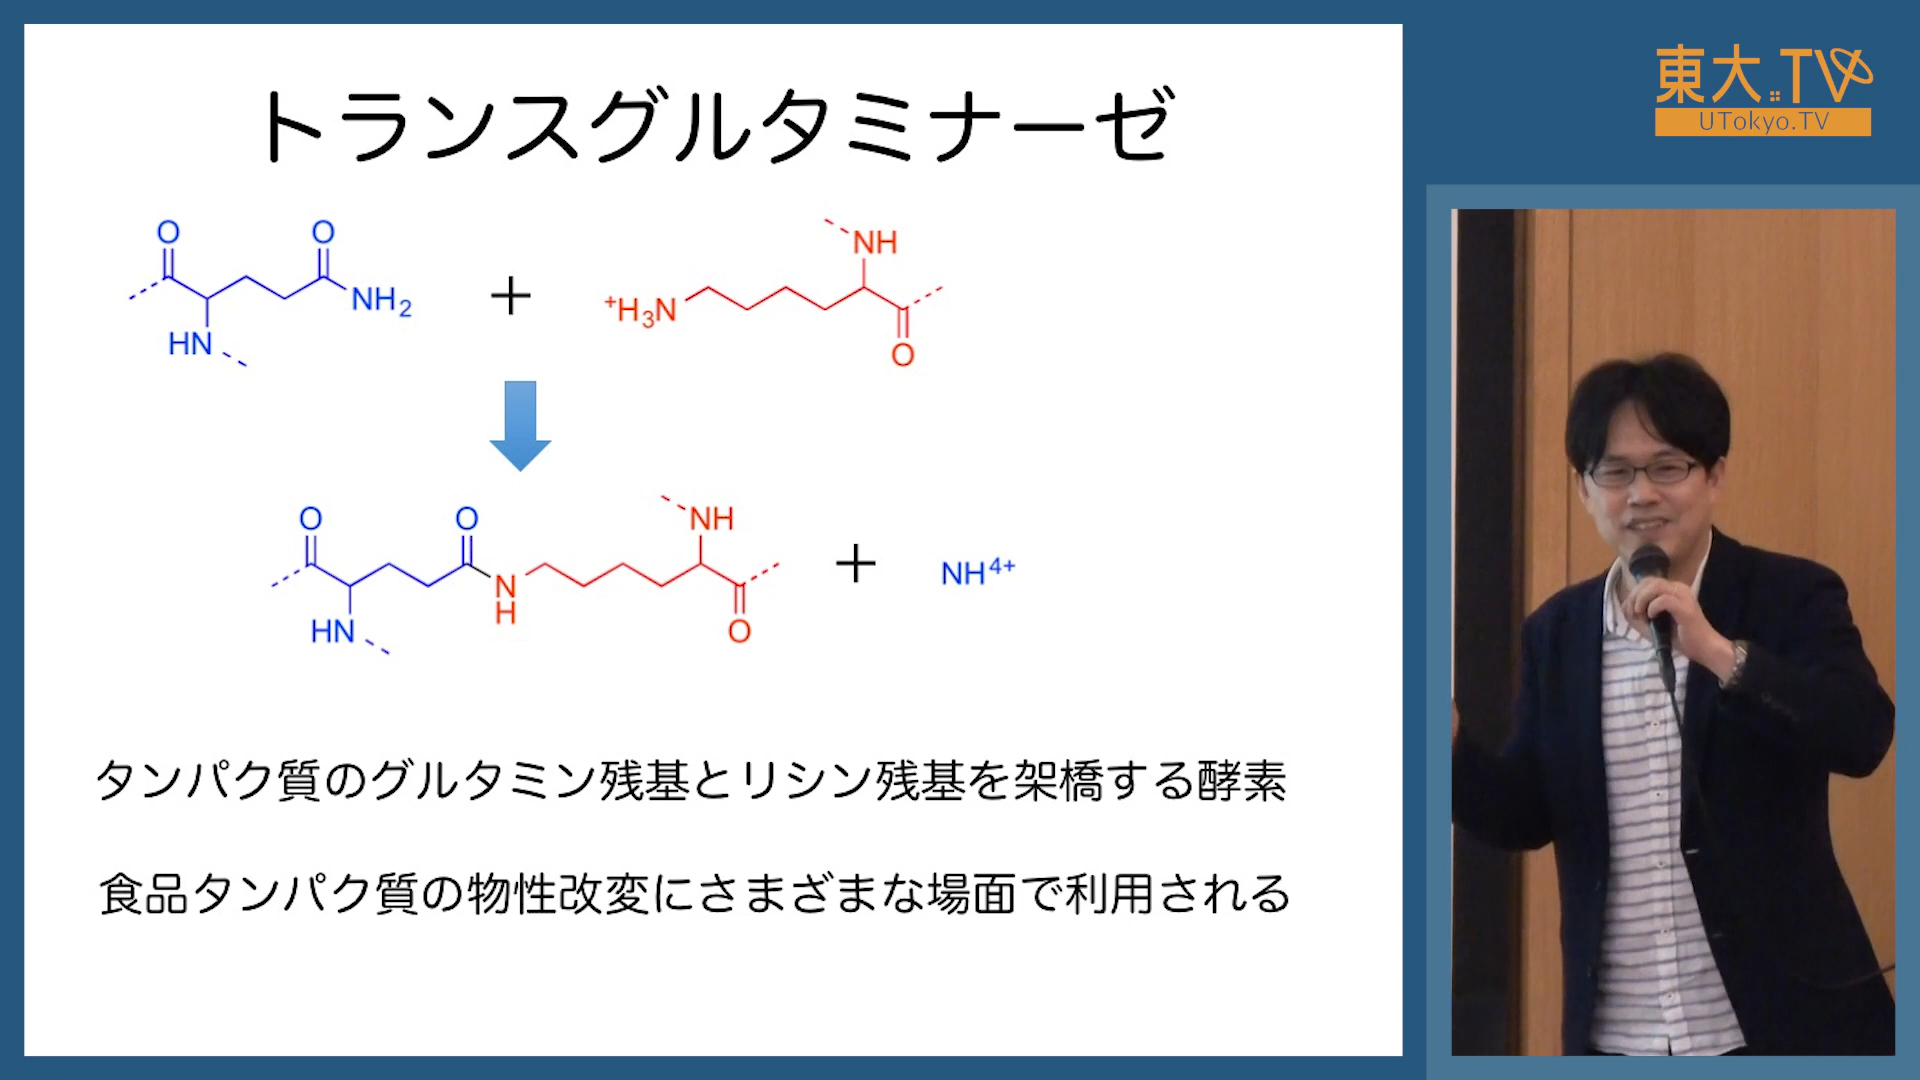 東大TV
UTokyo.TV
トランスグルタミナーゼ
O
O
NH2
HN
+
NH
+H3N
O
O
O
NH
N
H
HN
O
+
NH4+
タンパク質のグルタミン残基とリシン残基を架橋する酵素
食品タンパク質の物性改変にさまざまな場面で利用される